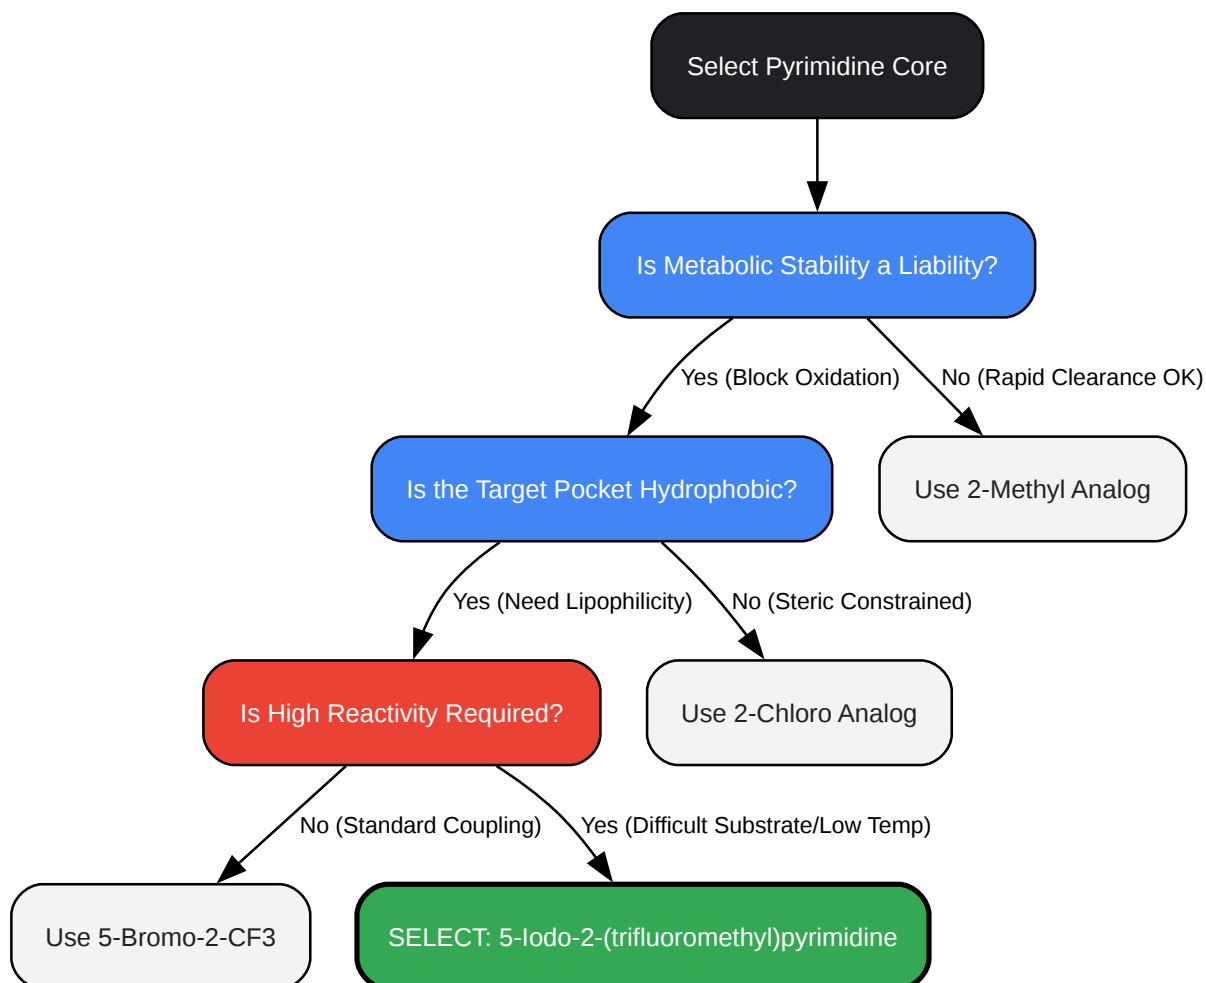 Select Pyrimidine Core
Is Metabolic Stability a Liability?
Yes (Block Oxidation)
No (Rapid Clearance OK)
Is the Target Pocket Hydrophobic?
Use 2-Methyl Analog
Yes (Need Lipophilicity)
No (Steric Constrained)
Is High Reactivity Required?
Use 2-Chloro Analog
No (Standard Coupling)
Yes (Difficult Substrate/Low Temp)
Use 5-Bromo-2-CF3
SELECT: 5-Iodo-2-(trifluoromethyl)pyrimidine